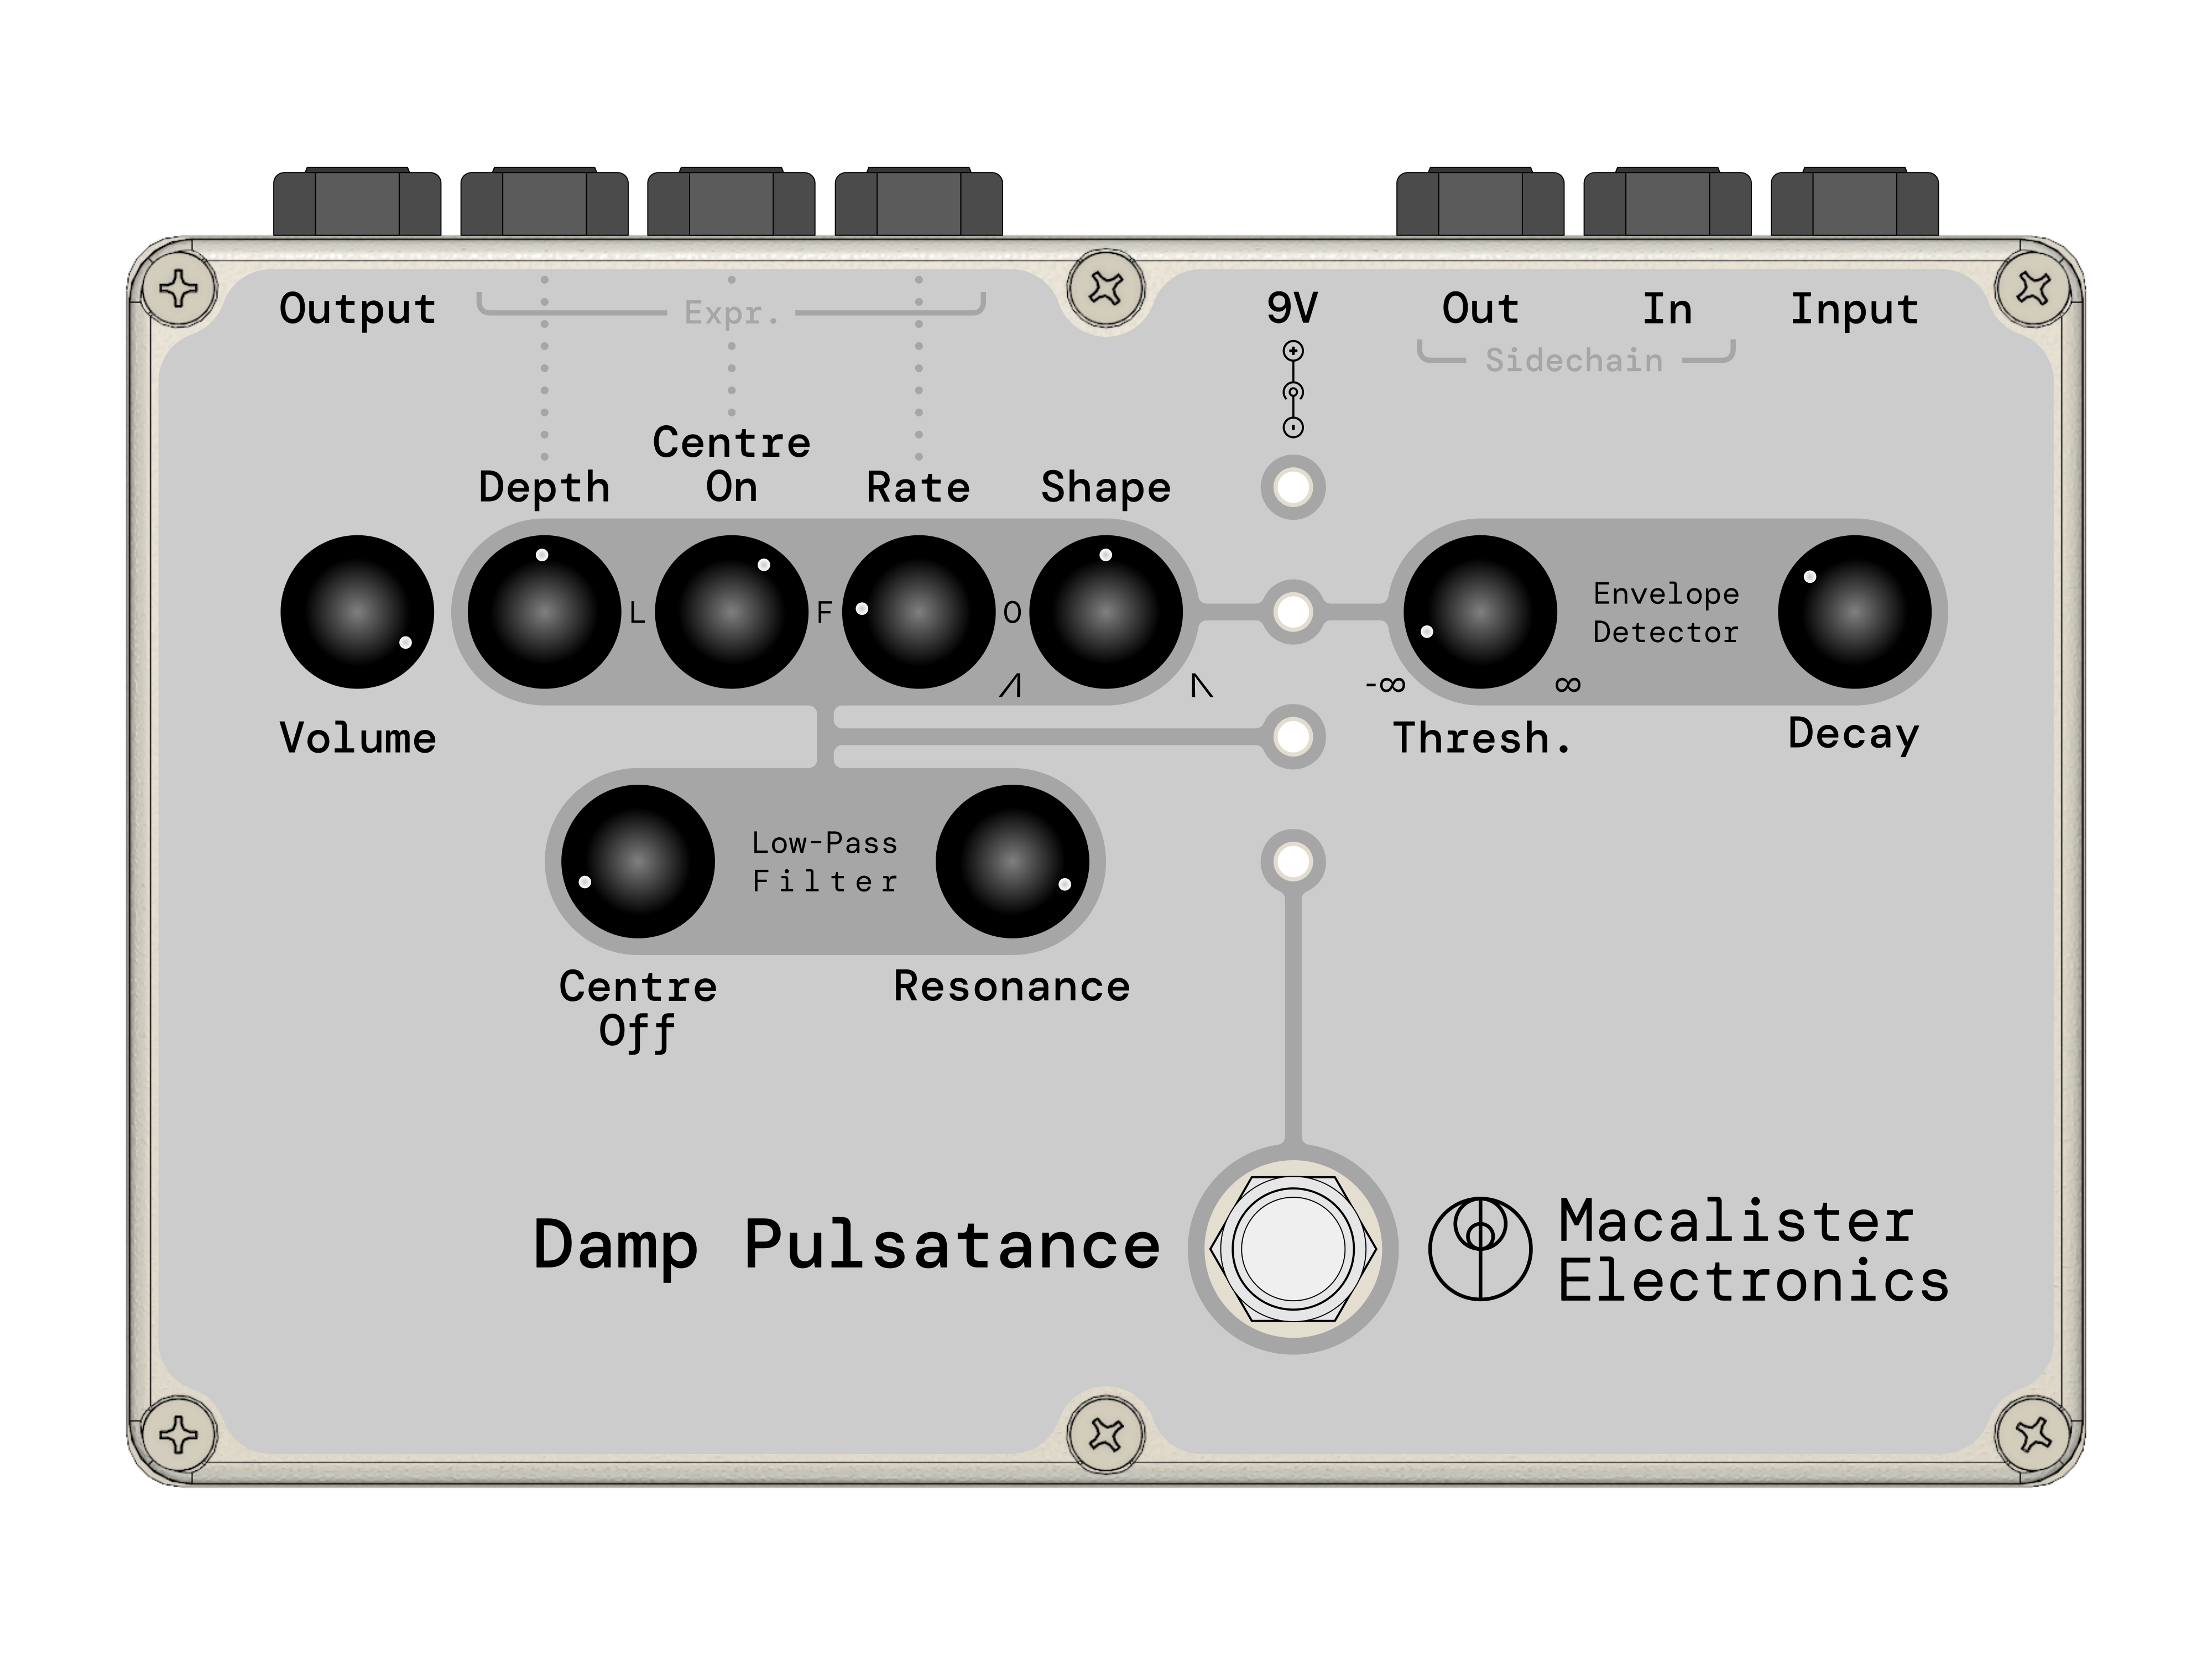 Output
Expr.
9V
Out
In
Input
Sidechain
Depth
Centre
On
Rate
Shape
L
F
O
Envelope
Detector
-∞
∞
Volume
Thresh.
Decay
Low-Pass
Filter
Centre
Off
Resonance
Damp Pulsatance
Macalister
Electronics